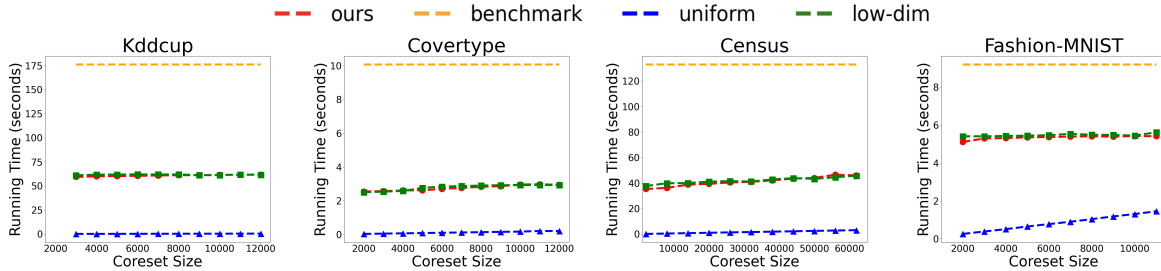 ours benchmark uniform low-dim
Kddcup
Running Time (seconds)
175
150
125
100
75
50
25
0
2000 4000 6000 8000 10000 12000
Coreset Size
Covertype
Running Time (seconds)
10
8
6
4
2
0
2000 4000 6000 8000 10000 12000
Coreset Size
Census
Running Time (seconds)
120
100
80
60
40
20
0
10000 20000 30000 40000 50000 60000
Coreset Size
Fashion-MNIST
Running Time (seconds)
8
6
4
2
0
2000 4000 6000 8000 10000
Coreset Size